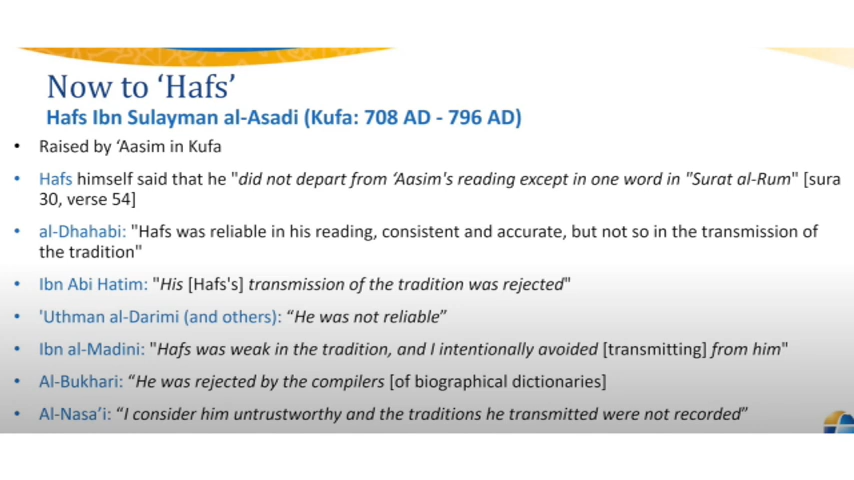 Now to ‘Hafs’
Hafs Ibn Sulayman al-Asadi (Kufa: 708 AD - 796 AD)
• Raised by ‘Aasim in Kufa
• Hafs himself said that he "did not depart from ‘Aasim's reading except in one word in "Surat al-Rum" [sura
30, verse 54]
• al-Dhahabi: "Hafs was reliable in his reading, consistent and accurate, but not so in the transmission of
the tradition"
• Ibn Abi Hatim: "His [Hafs's] transmission of the tradition was rejected"
• 'Uthman al-Darimi (and others): “He was not reliable”
• Ibn al-Madini: "Hafs was weak in the tradition, and I intentionally avoided [transmitting] from him"
• Al-Bukhari: “He was rejected by the compilers [of biographical dictionaries]
• Al-Nasa’i: “I consider him untrustworthy and the traditions he transmitted were not recorded”